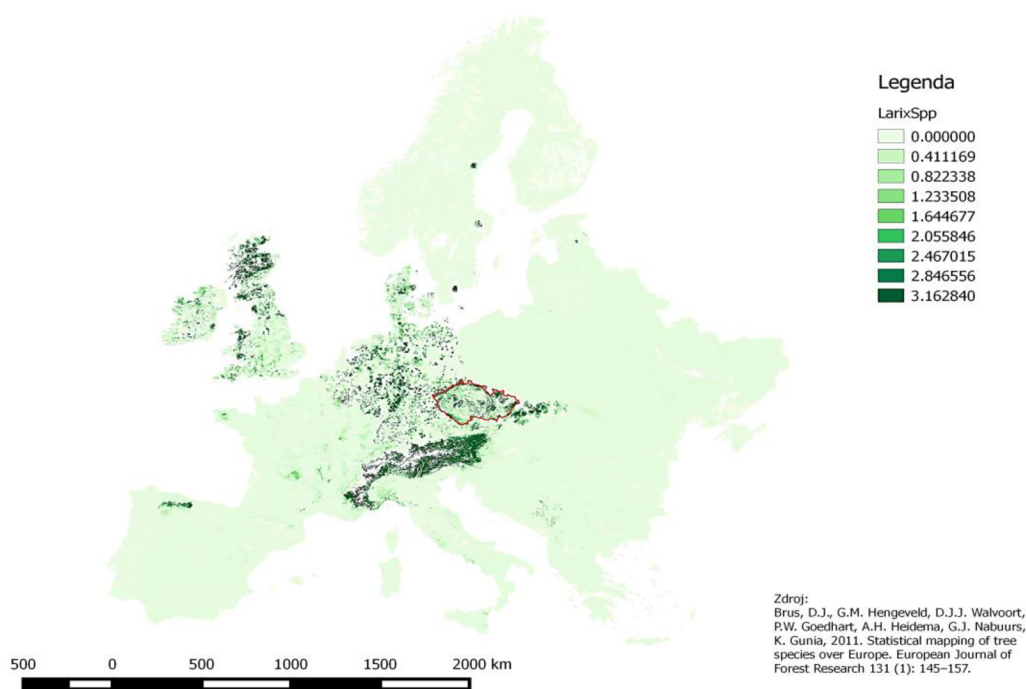 Legenda
LarixSpp
0.000000
0.411169
0.822338
1.233508
1.644677
2.055846
2.467015
2.846556
3.162840
Zdroj:
Brus, D.J., G.M. Hengeveld, D.J.J. Walvoort,
P.W. Goedhart, A.H. Heidema, G.J. Nabuurs,
K. Gunia, 2011. Statistical mapping of tree
species over Europe. European Journal of
Forest Research 131 (1): 145–157.
500 0 500 1000 1500 2000 km